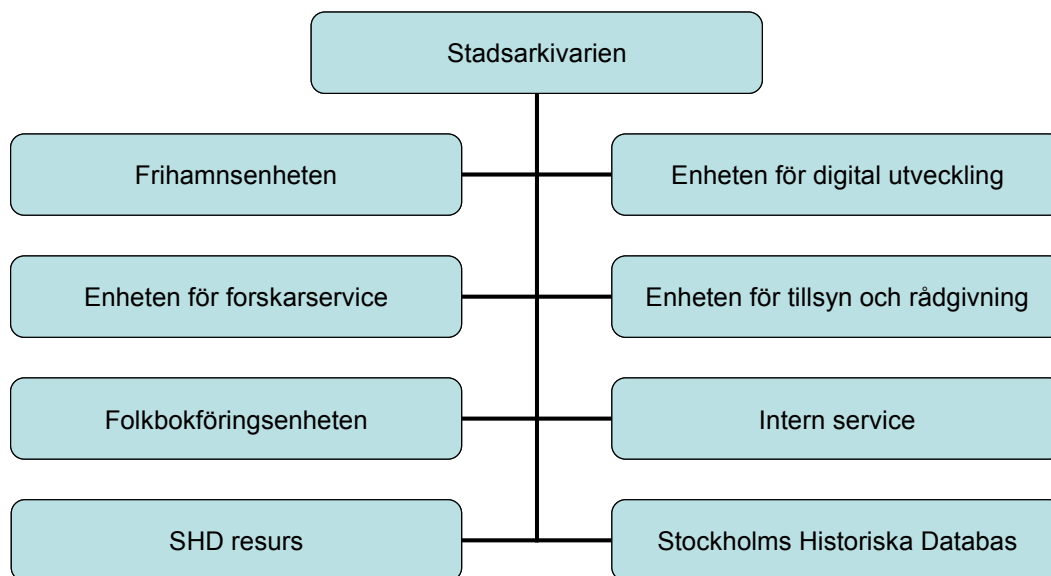 Stadsarkivarien
Frihamnsenheten
Enheten för digital utveckling
Enheten för forskarservice
Enheten för tillsyn och rådgivning
Folkbokföringsenheten
Intern service
SHD resurs
Stockholms Historiska Databas